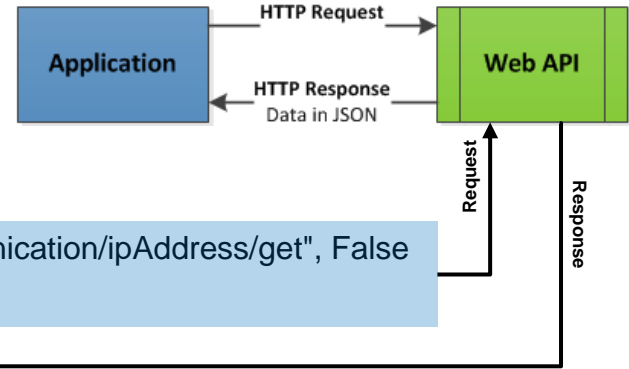 HTTP Request
Application
Web API
HTTP Response
Data in JSON
Request
Response
nication/ipAddress/get", False